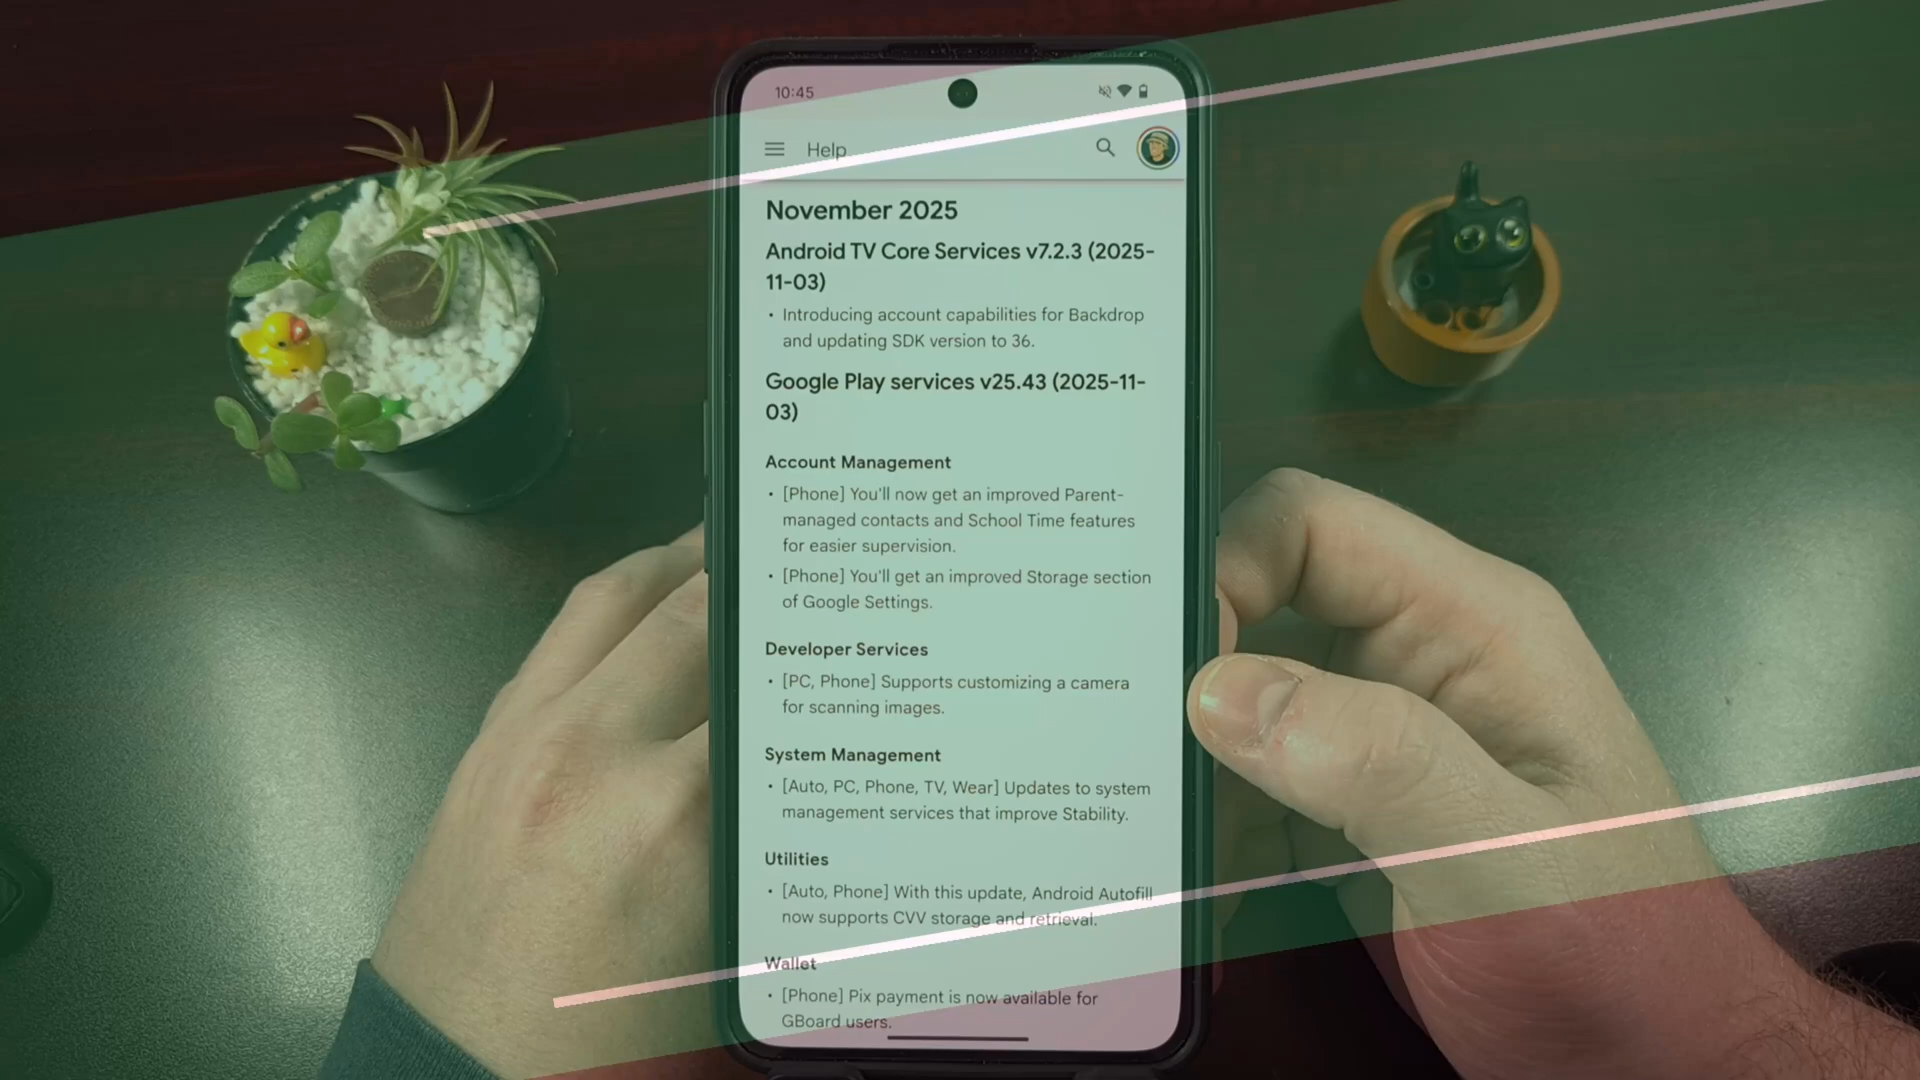 10:45
Help
November 2025
Android TV Core Services v7.2.3 (2025-
11-03)
• Introducing account capabilities for Backdrop
and updating SDK version to 36.
Google Play services v25.43 (2025-11-
03)
Account Management
• [Phone] You'll now get an improved Parent-
managed contacts and School Time features
for easier supervision.
• [Phone] You'll get an improved Storage section
of Google Settings.
Developer Services
• [PC, Phone] Supports customizing a camera
for scanning images.
System Management
• [Auto, PC, Phone, TV, Wear] Updates to system
management services that improve Stability.
Utilities
• [Auto, Phone] With this update, Android Autofill
now supports CVV storage and retrieval.
Wallet
• [Phone] Pix payment is now available for
GBoard users.